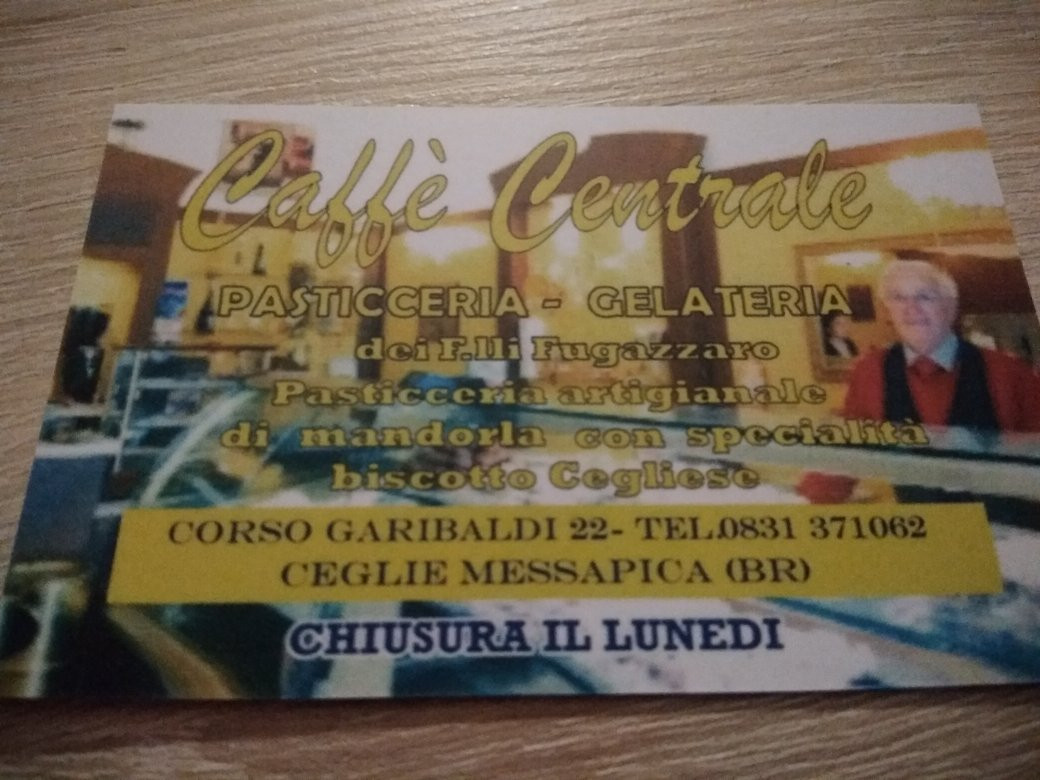 Caffè Centrale
PASTICCERIA - GELATERIA
dei F.lli Fugazzaro
Pasticceria artigianale
di mandorla con specialità
biscotto Cegliese
CORSO GARIBALDI 22- TEL.0831 371062
CEGLIE MESSAPICA (BR)
CHIUSURA IL LUNEDI